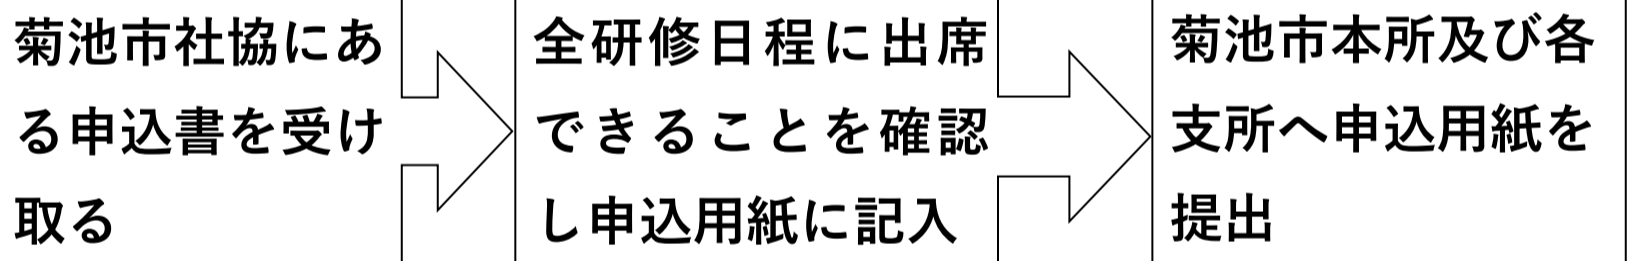 菊池市社協にあ
る申込書を受け
取る
全研修日程に出席
できることを確認
し申込用紙に記入
菊池市本所及び各
支所へ申込用紙を
提出